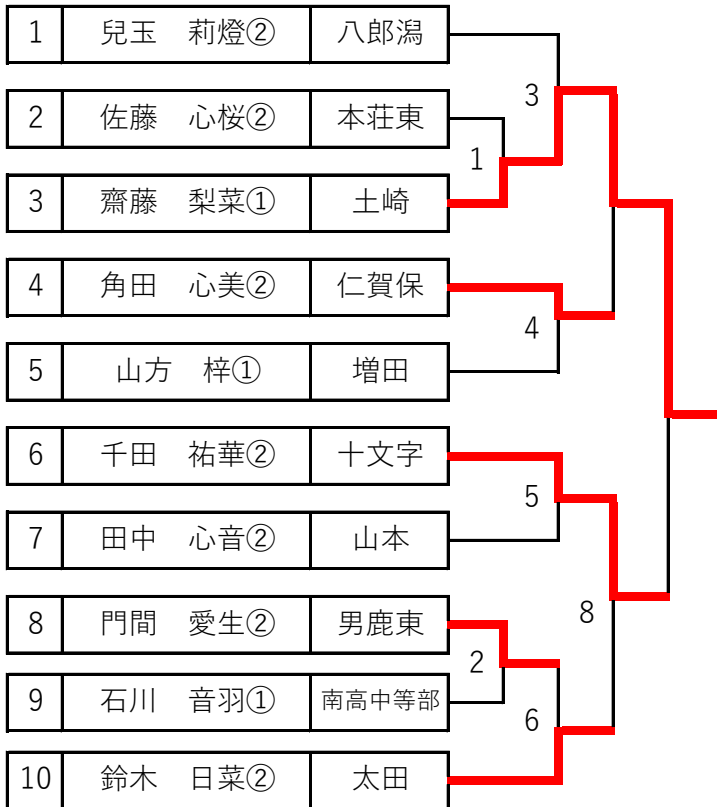 1 兒玉 莉燈② 八郎潟
3
2 佐藤 心桜② 本荘東
1
3 齋藤 梨菜① 土崎
4 角田 心美② 仁賀保
4
5 山方 梓① 増田
6 千田 祐華② 十文字
5
7 田中 心音② 山本
8 門間 愛生② 男鹿東
8
2
9 石川 音羽① 南高中等部
6
10 鈴木 日菜② 太田